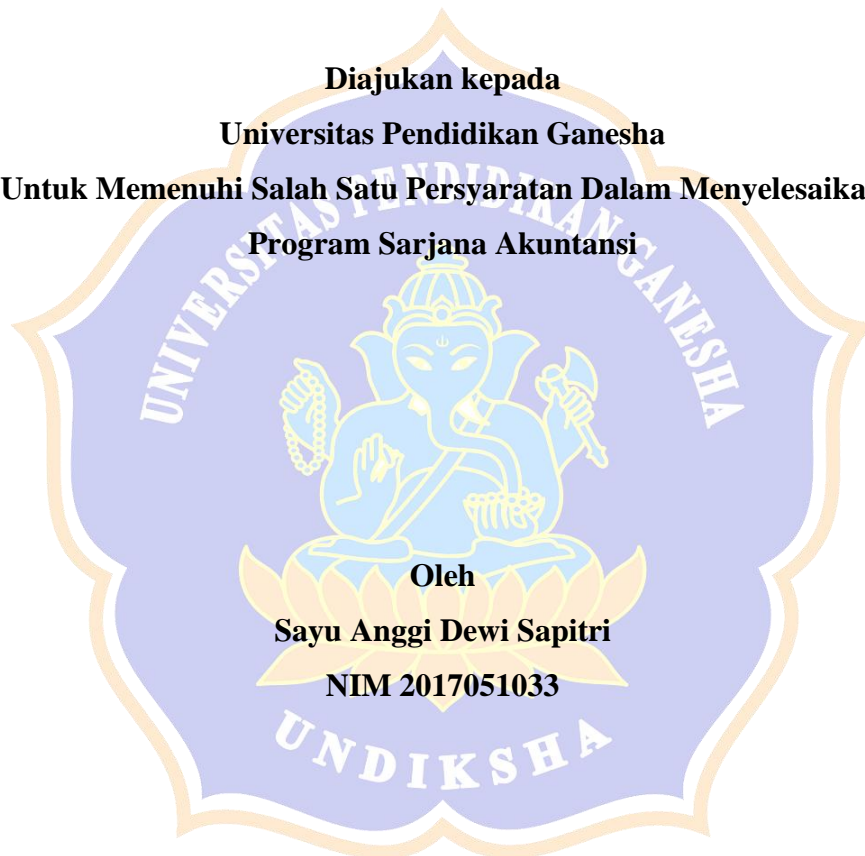 Diajukan kepada
Universitas Pendidikan Ganesha
Untuk Memenuhi Salah Satu Persyaratan Dalam Menyelesaika
Program Sarjana Akuntansi
UNIVERSITAS PENDIDIKAN GANESHA
Oleh
Sayu Anggi Dewi Sapitri
NIM 2017051033
UNDIKSHA